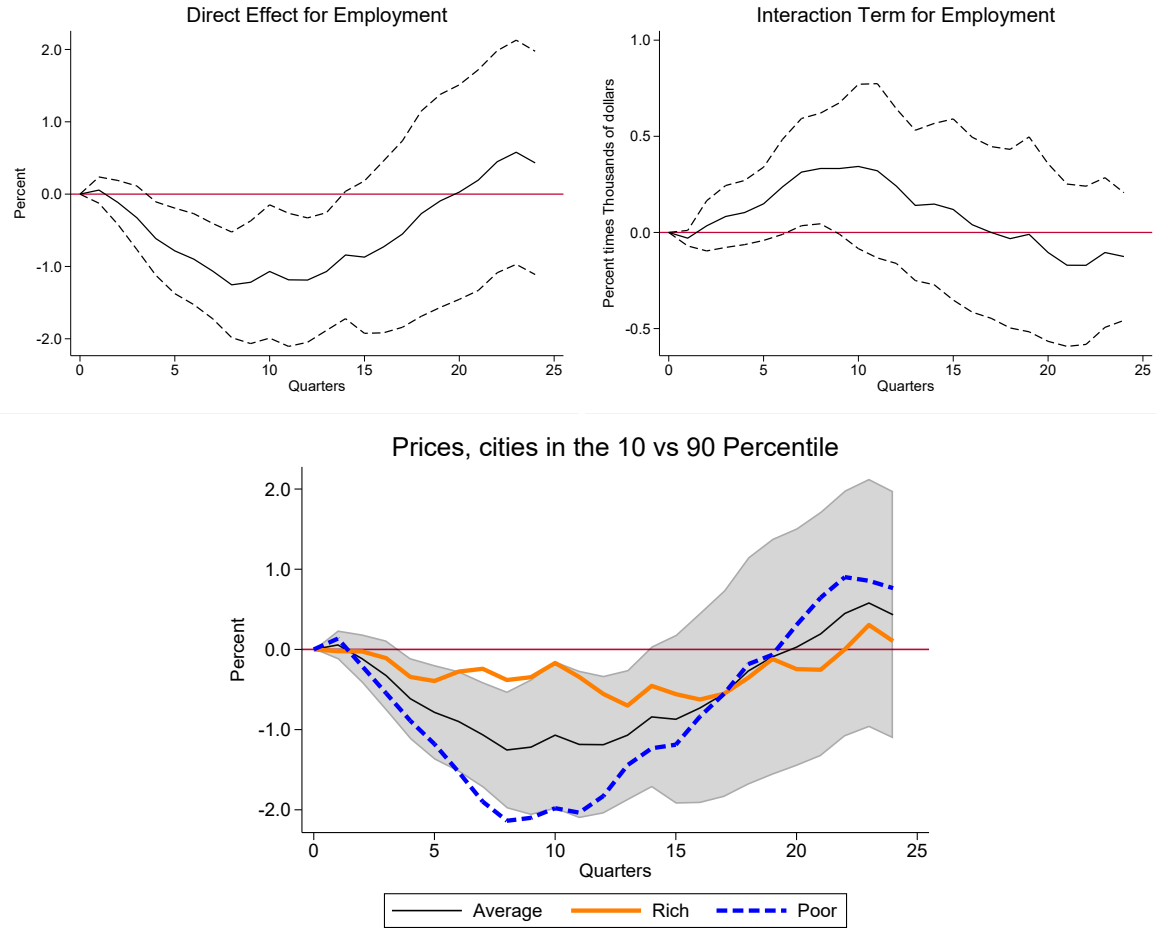 Direct Effect for Employment
Percent
2.0
1.0
0.0
-1.0
-2.0
0 5 10 15 20 25
Quarters
Interaction Term for Employment
Percent times Thousands of dollars
1.0
0.5
0.0
-0.5
0 5 10 15 20 25
Quarters
Prices, cities in the 10 vs 90 Percentile
Percent
2.0
1.0
0.0
-1.0
-2.0
0 5 10 15 20 25
Quarters
Average Rich Poor